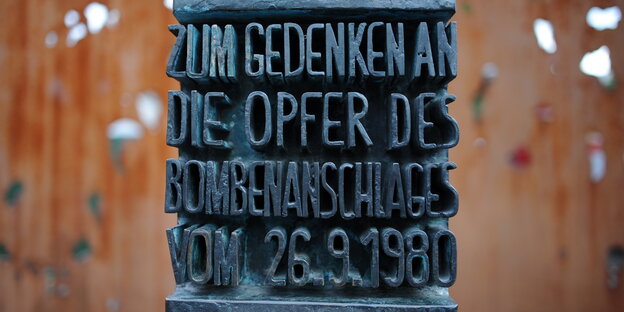 ZUM GEDENKEN AN
DIE OPFER DES
BOMBENANSCHLAGES
VOM 26.9.1980